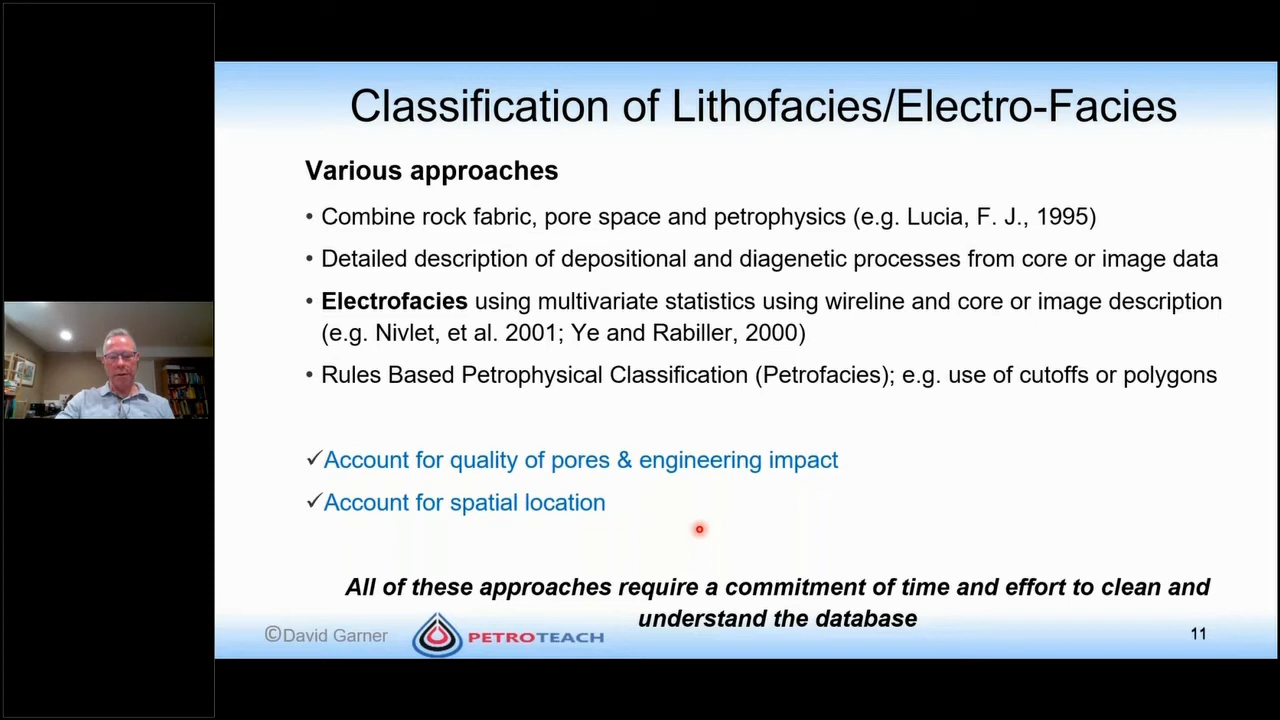 Classification of Lithofacies/Electro-Facies
Various approaches
• Combine rock fabric, pore space and petrophysics (e.g. Lucia, F. J., 1995)
• Detailed description of depositional and diagenetic processes from core or image data
• Electrofacies using multivariate statistics using wireline and core or image description
(e.g. Nivlet, et al. 2001; Ye and Rabiller, 2000)
• Rules Based Petrophysical Classification (Petrofacies); e.g. use of cutoffs or polygons
✓Account for quality of pores & engineering impact
✓Account for spatial location
All of these approaches require a commitment of time and effort to clean and
understand the database
©David Garner
PETROTEACH
11